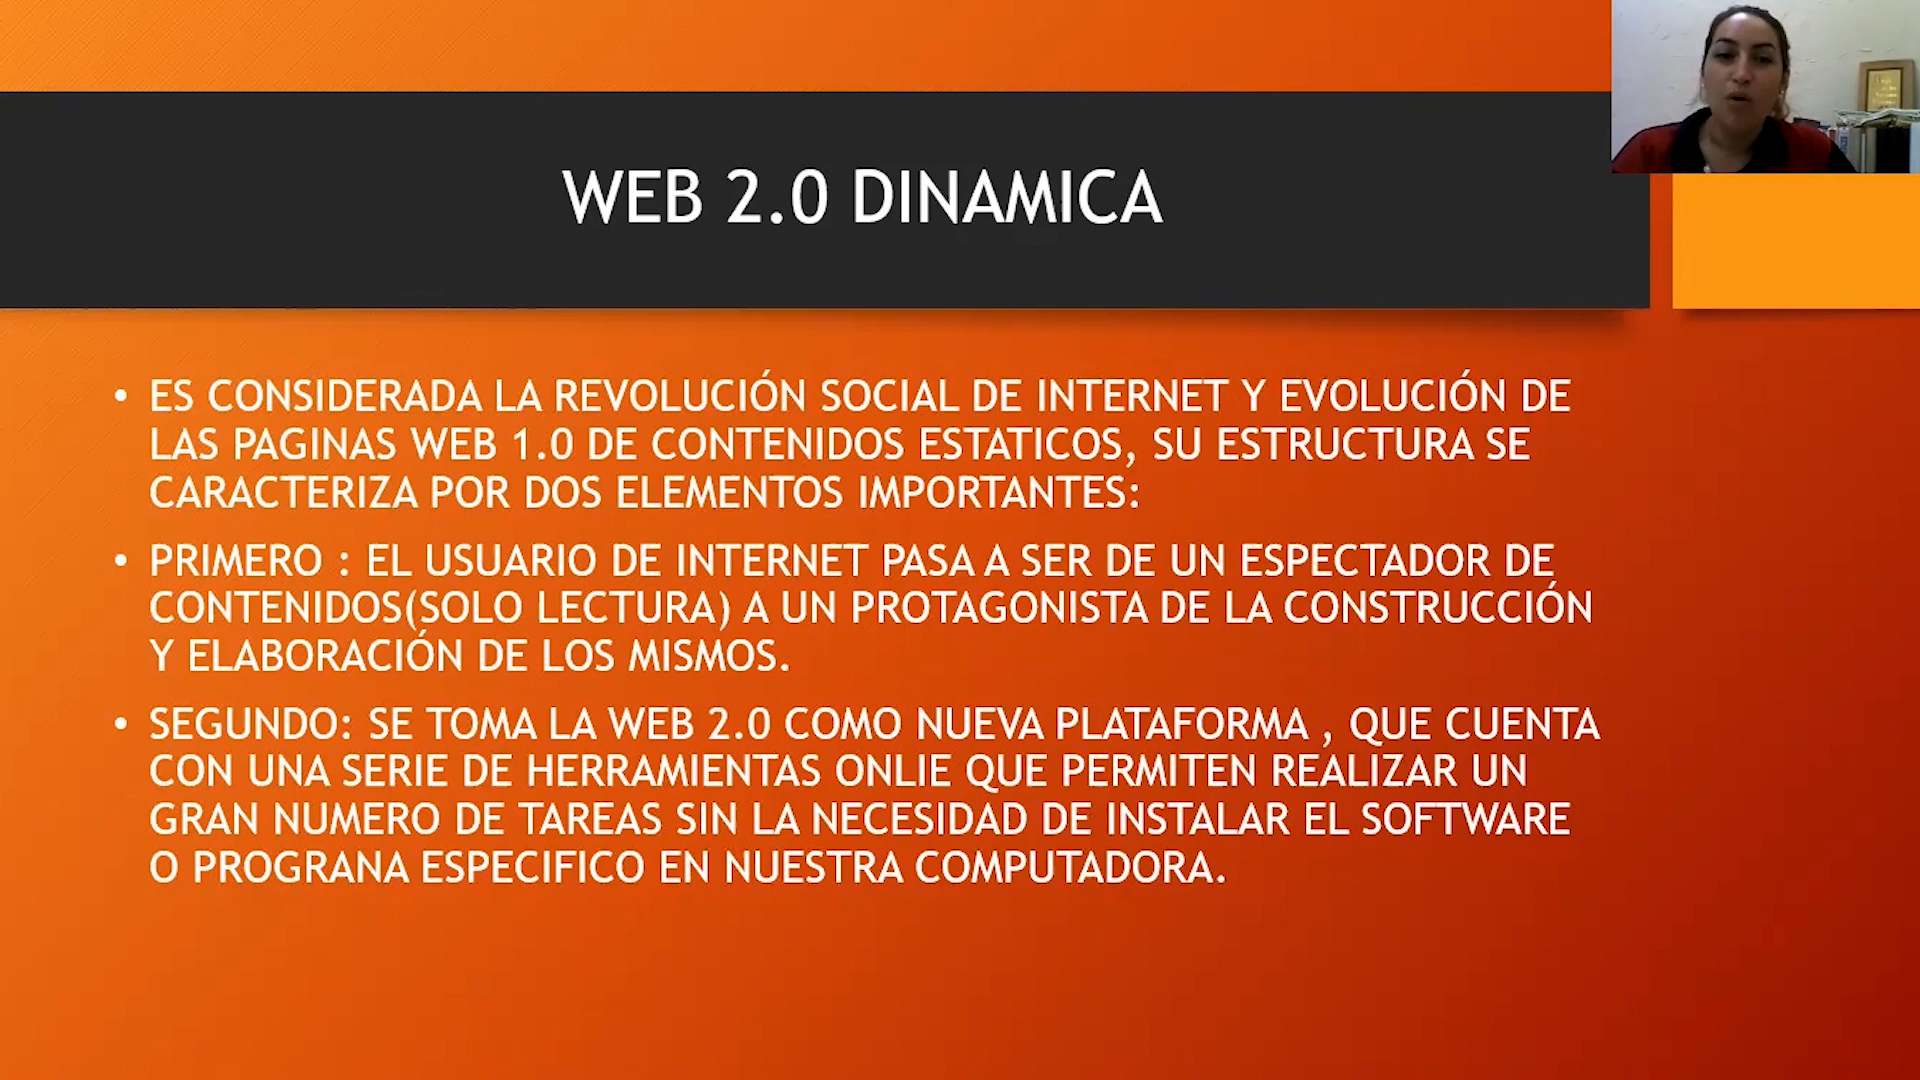 WEB 2.0 DINAMICA
• ES CONSIDERADA LA REVOLUCIÓN SOCIAL DE INTERNET Y EVOLUCIÓN DE
LAS PAGINAS WEB 1.0 DE CONTENIDOS ESTATICOS, SU ESTRUCTURA SE
CARACTERIZA POR DOS ELEMENTOS IMPORTANTES:
• PRIMERO : EL USUARIO DE INTERNET PASA A SER DE UN ESPECTADOR DE
CONTENIDOS(SOLO LECTURA) A UN PROTAGONISTA DE LA CONSTRUCCIÓN
Y ELABORACIÓN DE LOS MISMOS.
• SEGUNDO: SE TOMA LA WEB 2.0 COMO NUEVA PLATAFORMA , QUE CUENTA
CON UNA SERIE DE HERRAMIENTAS ONLIE QUE PERMITEN REALIZAR UN
GRAN NUMERO DE TAREAS SIN LA NECESIDAD DE INSTALAR EL SOFTWARE
O PROGRANA ESPECIFICO EN NUESTRA COMPUTADORA.